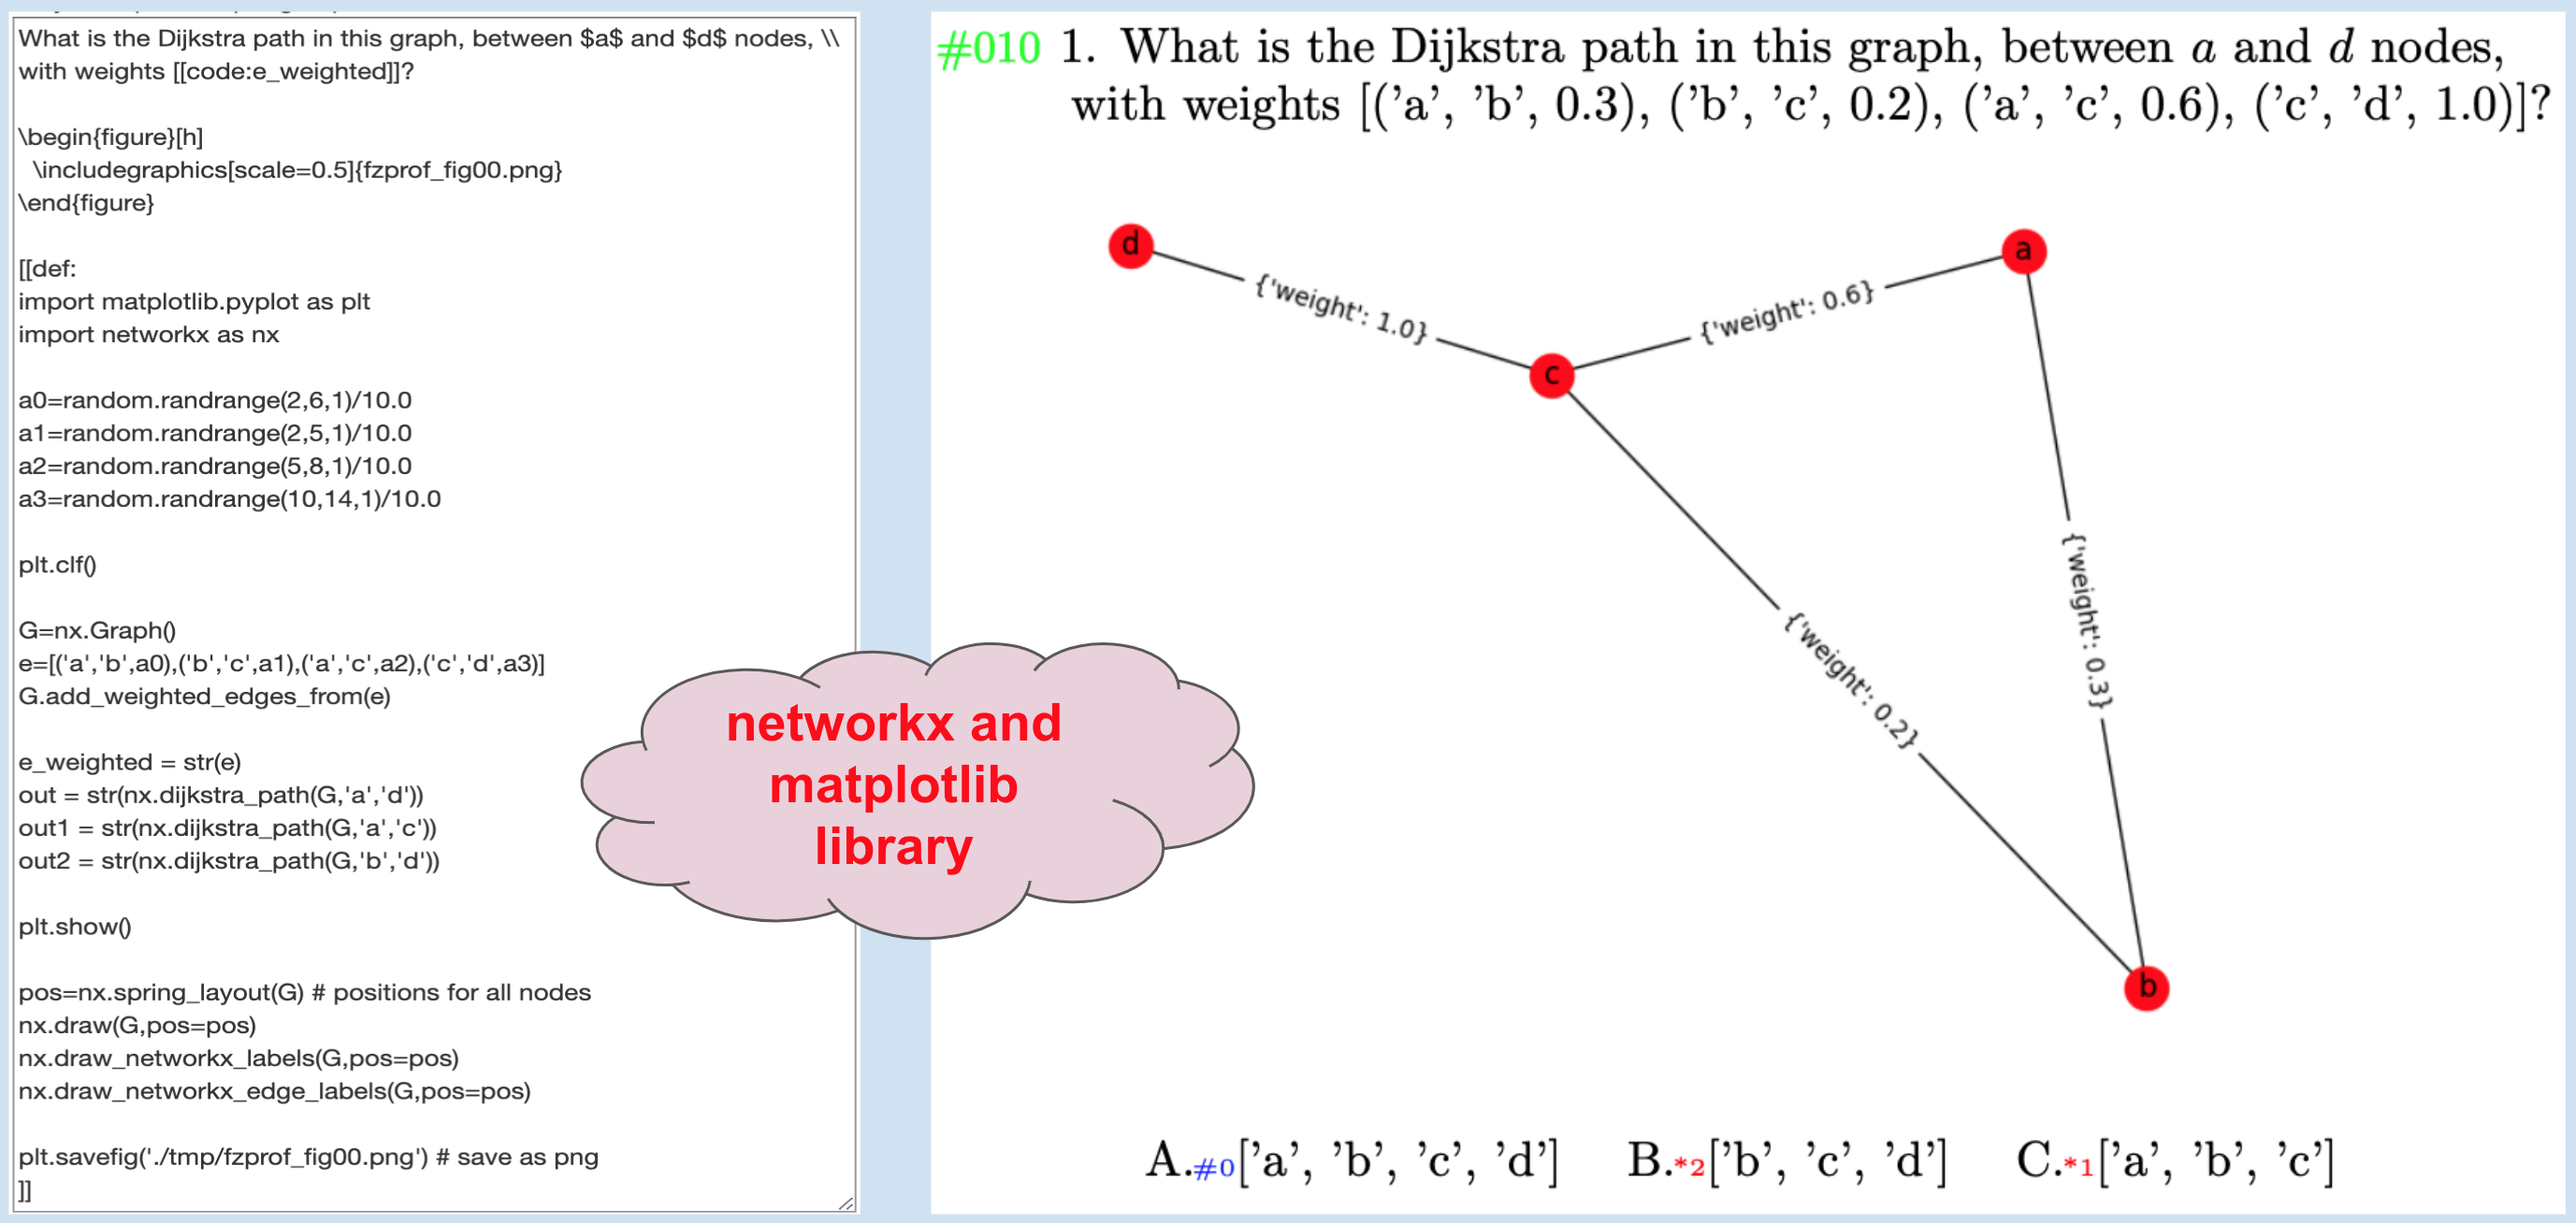 What is the Dijkstra path in this graph, between $a$ and $d$ nodes, \\
with weights [[code:e_weighted]]?
\begin{figure}[h]
\includegraphics[scale=0.5]{fzprof_fig00.png}
\end{figure}
[[def:
import matplotlib.pyplot as plt
import networkx as nx
a0=random.randrange(2,6,1)/10.0
a1=random.randrange(2,5,1)/10.0
a2=random.randrange(5,8,1)/10.0
a3=random.randrange(10,14,1)/10.0
plt.clf()
G=nx.Graph()
e=[('a','b',a0),('b','c',a1),('a','c',a2),('c','d',a3)]
G.add_weighted_edges_from(e)
e_weighted = str(e)
out = str(nx.dijkstra_path(G,'a','d'))
out1 = str(nx.dijkstra_path(G,'a','c'))
out2 = str(nx.dijkstra_path(G,'b','d'))
plt.show()
pos=nx.spring_layout(G) # positions for all nodes
nx.draw(G,pos=pos)
nx.draw_networkx_labels(G,pos=pos)
nx.draw_networkx_edge_labels(G,pos=pos)
plt.savefig('./tmp/fzprof_fig00.png') # save as png
]]
networkx and
matplotlib
library
#010 1. What is the Dijkstra path in this graph, between a and d nodes,
with weights [('a', 'b', 0.3), ('b', 'c', 0.2), ('a', 'c', 0.6), ('c', 'd', 1.0)]?
d
a
{'weight': 1.0}
{'weight': 0.6}
c
{'weight': 0.3}
{'weight': 0.2}
b
A.#0['a', 'b', 'c', 'd'] B.*2['b', 'c', 'd'] C.*1['a', 'b', 'c']